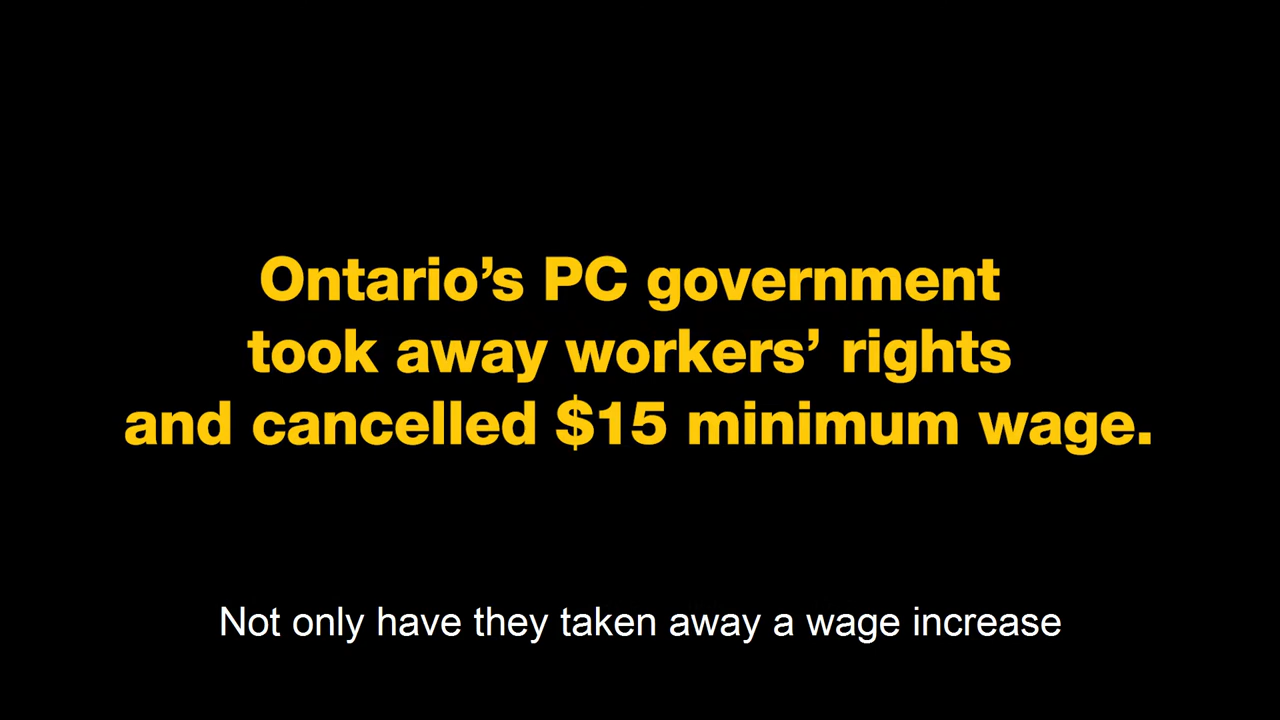 Ontario’s PC government
took away workers’ rights
and cancelled $15 minimum wage.
Not only have they taken away a wage increase